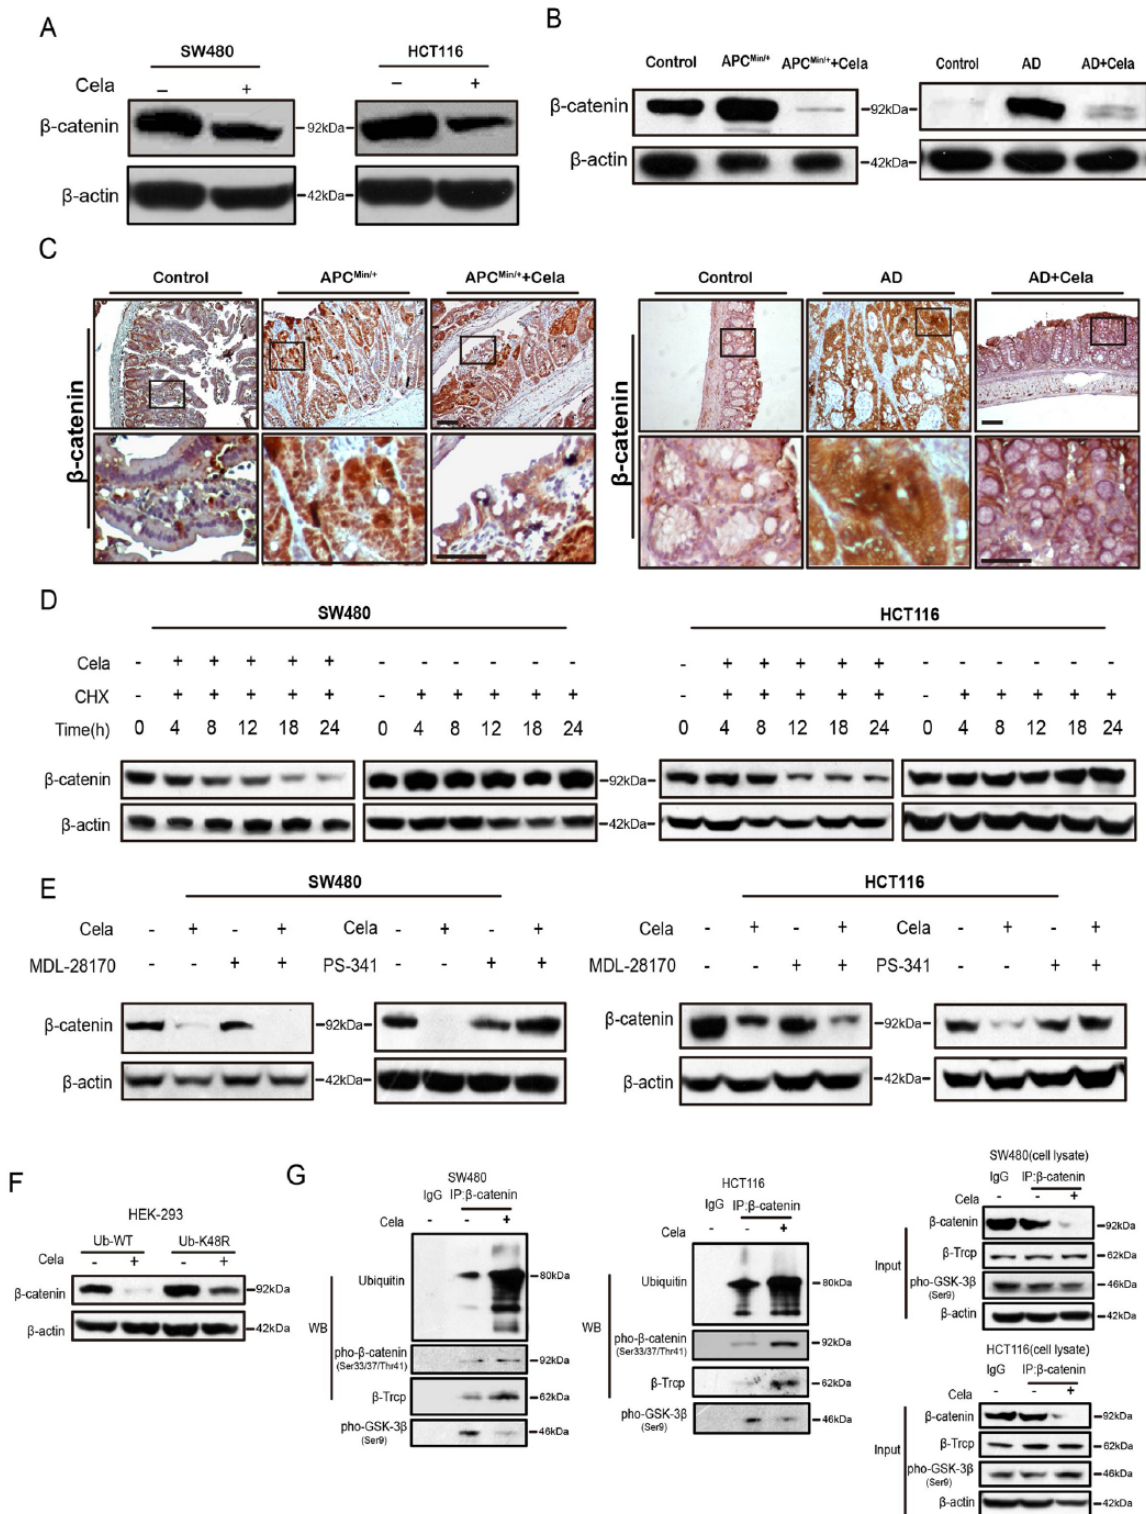 A
SW480 HCT116
Cela – + – +
β-catenin 92kDa
β-actin 42kDa
B
Control APCMin/+ APCMin/++Cela Control AD AD+Cela
β-catenin 92kDa
β-actin 42kDa
C
Control APCMin/+ APCMin/++Cela Control AD AD+Cela
β-catenin β-catenin
D
SW480 HCT116
Cela - + + + + + - - - - - - - + + + + + - - - - - -
CHX - + + + + + - + + + + + - + + + + + - + + + + +
Time(h) 0 4 8 12 18 24 0 4 8 12 18 24 0 4 8 12 18 24 0 4 8 12 18 24
β-catenin 92kDa
β-actin 42kDa
E
SW480 HCT116
Cela - + - + Cela - + - + Cela - + - + Cela - + - +
MDL-28170 - - + + PS-341 - - + + MDL-28170 - - + + PS-341 - - + +
β-catenin 92kDa β-catenin 92kDa
β-actin 42kDa β-actin 42kDa
F
HEK-293
Ub-WT Ub-K48R
Cela - + - +
β-catenin 92kDa
β-actin 42kDa
G
SW480
IgG IP:β-catenin
Cela - - +
WB
Ubiquitin 80kDa
pho-β-catenin 92kDa
(Ser33/37/Thr41)
β-Trcp 62kDa
pho-GSK-3β 46kDa
(Ser9)
HCT116
IgG IP:β-catenin
Cela - - +
WB
Ubiquitin 80kDa
pho-β-catenin 92kDa
(Ser33/37/Thr41)
β-Trcp 62kDa
pho-GSK-3β 46kDa
(Ser9)
SW480(cell lysate)
IgG IP:β-catenin
Cela - - +
Input
β-catenin 92kDa
β-Trcp 62kDa
pho-GSK-3β 46kDa
(Ser9)
β-actin 42kDa
HCT116(cell lysate)
IgG IP:β-catenin
Cela - - +
Input
β-catenin 92kDa
β-Trcp 62kDa
pho-GSK-3β 46kDa
(Ser9)
β-actin 42kDa